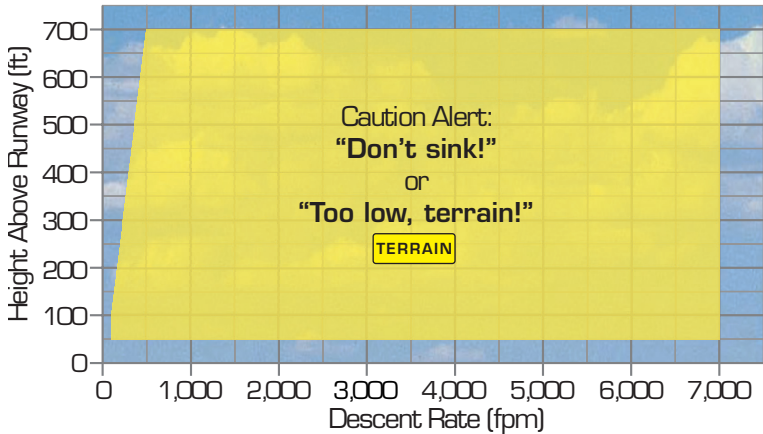 Height Above Runway (ft)
700
600
500
400
300
200
100
0
Caution Alert:
“Don’t sink!”
or
“Too low, terrain!”
TERRAIN
0 1,000 2,000 3,000 4,000 5,000 6,000 7,000
Descent Rate (fpm)